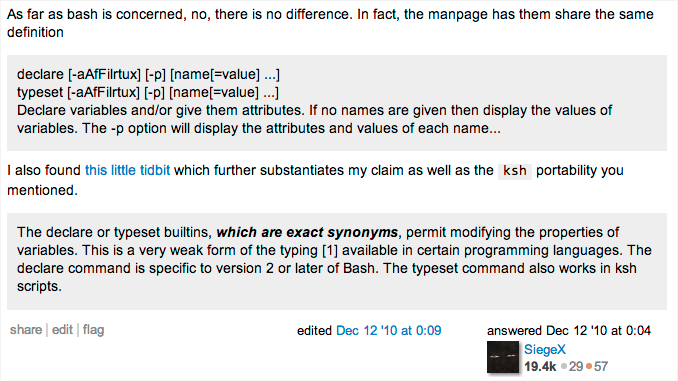 As far as bash is concerned, no, there is no difference. In fact, the manpage has them share the same
definition
declare [-aAfFilrtux] [-p] [name[=value] ...]
typeset [-aAfFilrtux] [-p] [name[=value] ...]
Declare variables and/or give them attributes. If no names are given then display the values of
variables. The -p option will display the attributes and values of each name...
I also found this little tidbit which further substantiates my claim as well as the ksh portability you
mentioned.
The declare or typeset builtins, which are exact synonyms, permit modifying the properties of
variables. This is a very weak form of the typing [1] available in certain programming languages. The
declare command is specific to version 2 or later of Bash. The typeset command also works in ksh
scripts.
share | edit | flag
edited Dec 12 '10 at 0:09
answered Dec 12 '10 at 0:04
SiegeX
19.4k ●29 ●57